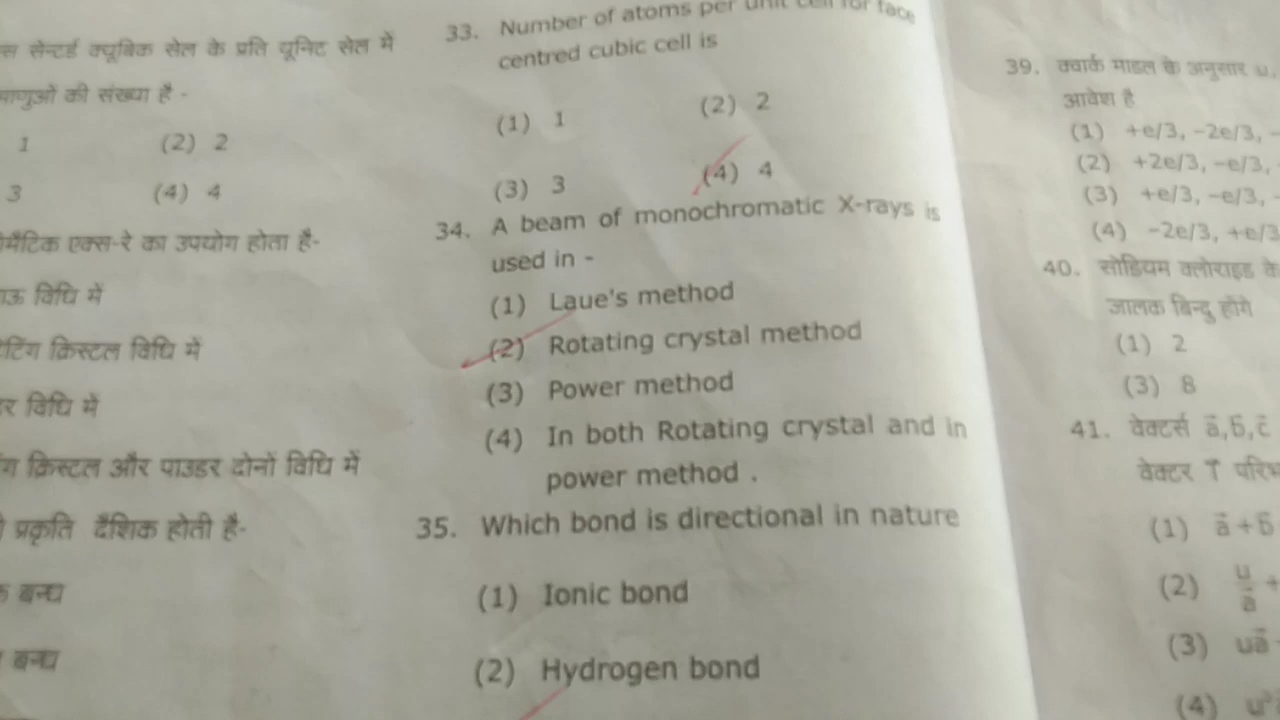 सेन्टर्ड क्यूबिक सेल के प्रति यूनिट सेल में
की संख्या है -
1 (2) 2
3 (4) 4
एक्स-रे का उपयोग होता है-
विधि में
क्रिस्टल विधि में
विधि में
क्रिस्टल और पाउडर दोनों विधि में
प्रकृति दैशिक होती है-
बन्ध
बन्ध
33. Number of atoms per unit cell for face
centred cubic cell is
(1) 1 (2) 2
(3) 3 (4) 4
34. A beam of monochromatic X-rays is
used in -
(1) Laue's method
(2) Rotating crystal method
(3) Power method
(4) In both Rotating crystal and in
power method .
35. Which bond is directional in nature
(1) Ionic bond
(2) Hydrogen bond
39. क्वार्क माडल के अनुसार u,
आवेश है
(1) +e/3, -2e/3, -
(2) +2e/3, -e/3,
(3) +e/3, -e/3, -
(4) -2e/3, +e/3
40. सोडियम क्लोराइड के
जालक बिन्दु होंगे
(1) 2
(3) 8
41. वेक्टर्स a⃗,b⃗,c⃗
वेक्टर T
(1) a⃗+b⃗
(2) u/a⃗ +
(3) ua⃗
(4)